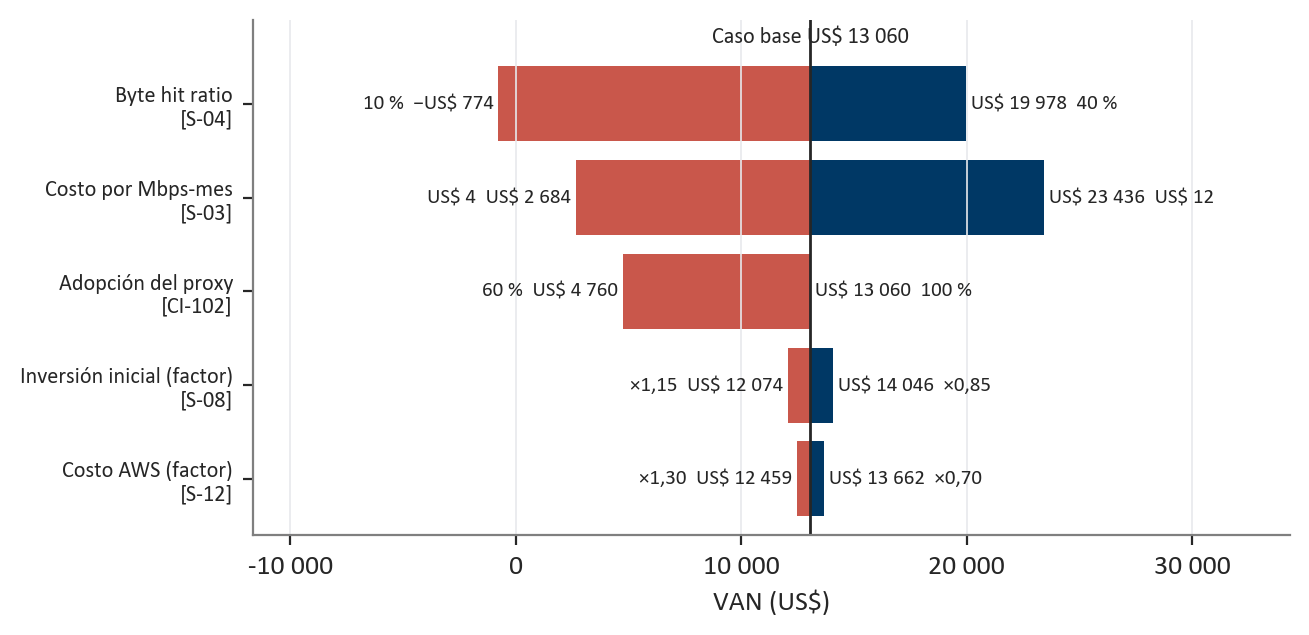 Caso base US$ 13 060
Byte hit ratio
[S-04]
10 %  −US$ 774
US$ 19 978  40 %
Costo por Mbps-mes
[S-03]
US$ 4  US$ 2 684
US$ 23 436  US$ 12
Adopción del proxy
[CI-102]
60 %  US$ 4 760
US$ 13 060  100 %
Inversión inicial (factor)
[S-08]
×1,15  US$ 12 074
US$ 14 046  ×0,85
Costo AWS (factor)
[S-12]
×1,30  US$ 12 459
US$ 13 662  ×0,70
-10 000
0
10 000
20 000
30 000
VAN (US$)